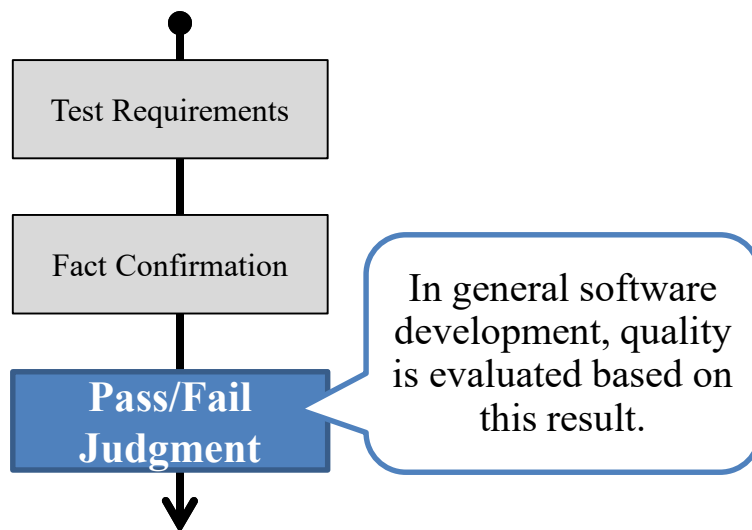 Test Requirements
Fact Confirmation
Pass/Fail
Judgment
In general software
development, quality
is evaluated based on
this result.